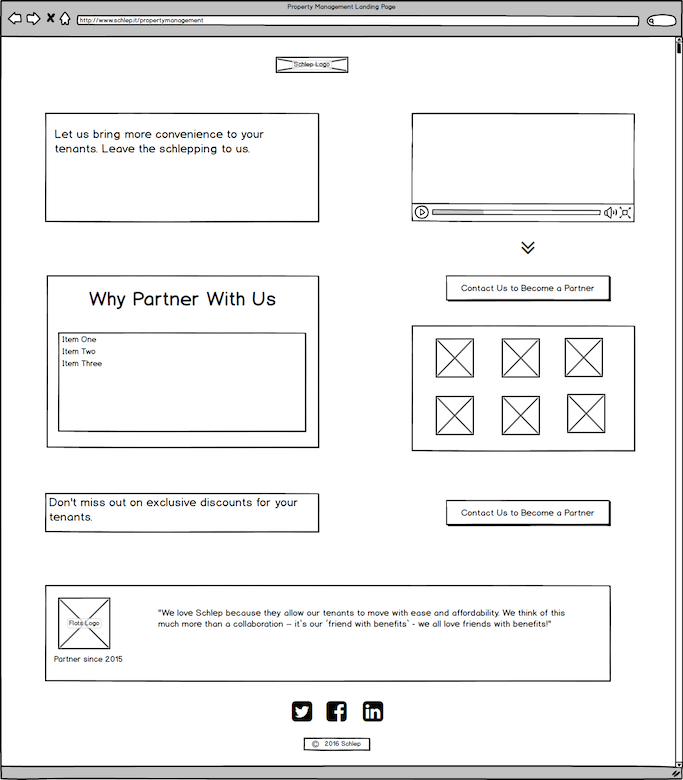 Property Management Landing Page
http://www.schlep.it/propertymanagement
Schlep Logo
Let us bring more convenience to your
tenants. Leave the schlepping to us.
Why Partner With Us
Item One
Item Two
Item Three
Contact Us to Become a Partner
Don't miss out on exclusive discounts for your
tenants.
Contact Us to Become a Partner
Flats Logo
Partner since 2015
"We love Schlep because they allow our tenants to move with ease and affordability. We think of this
much more than a collaboration – it's our 'friend with benefits' - we all love friends with benefits!"
© 2016 Schlep